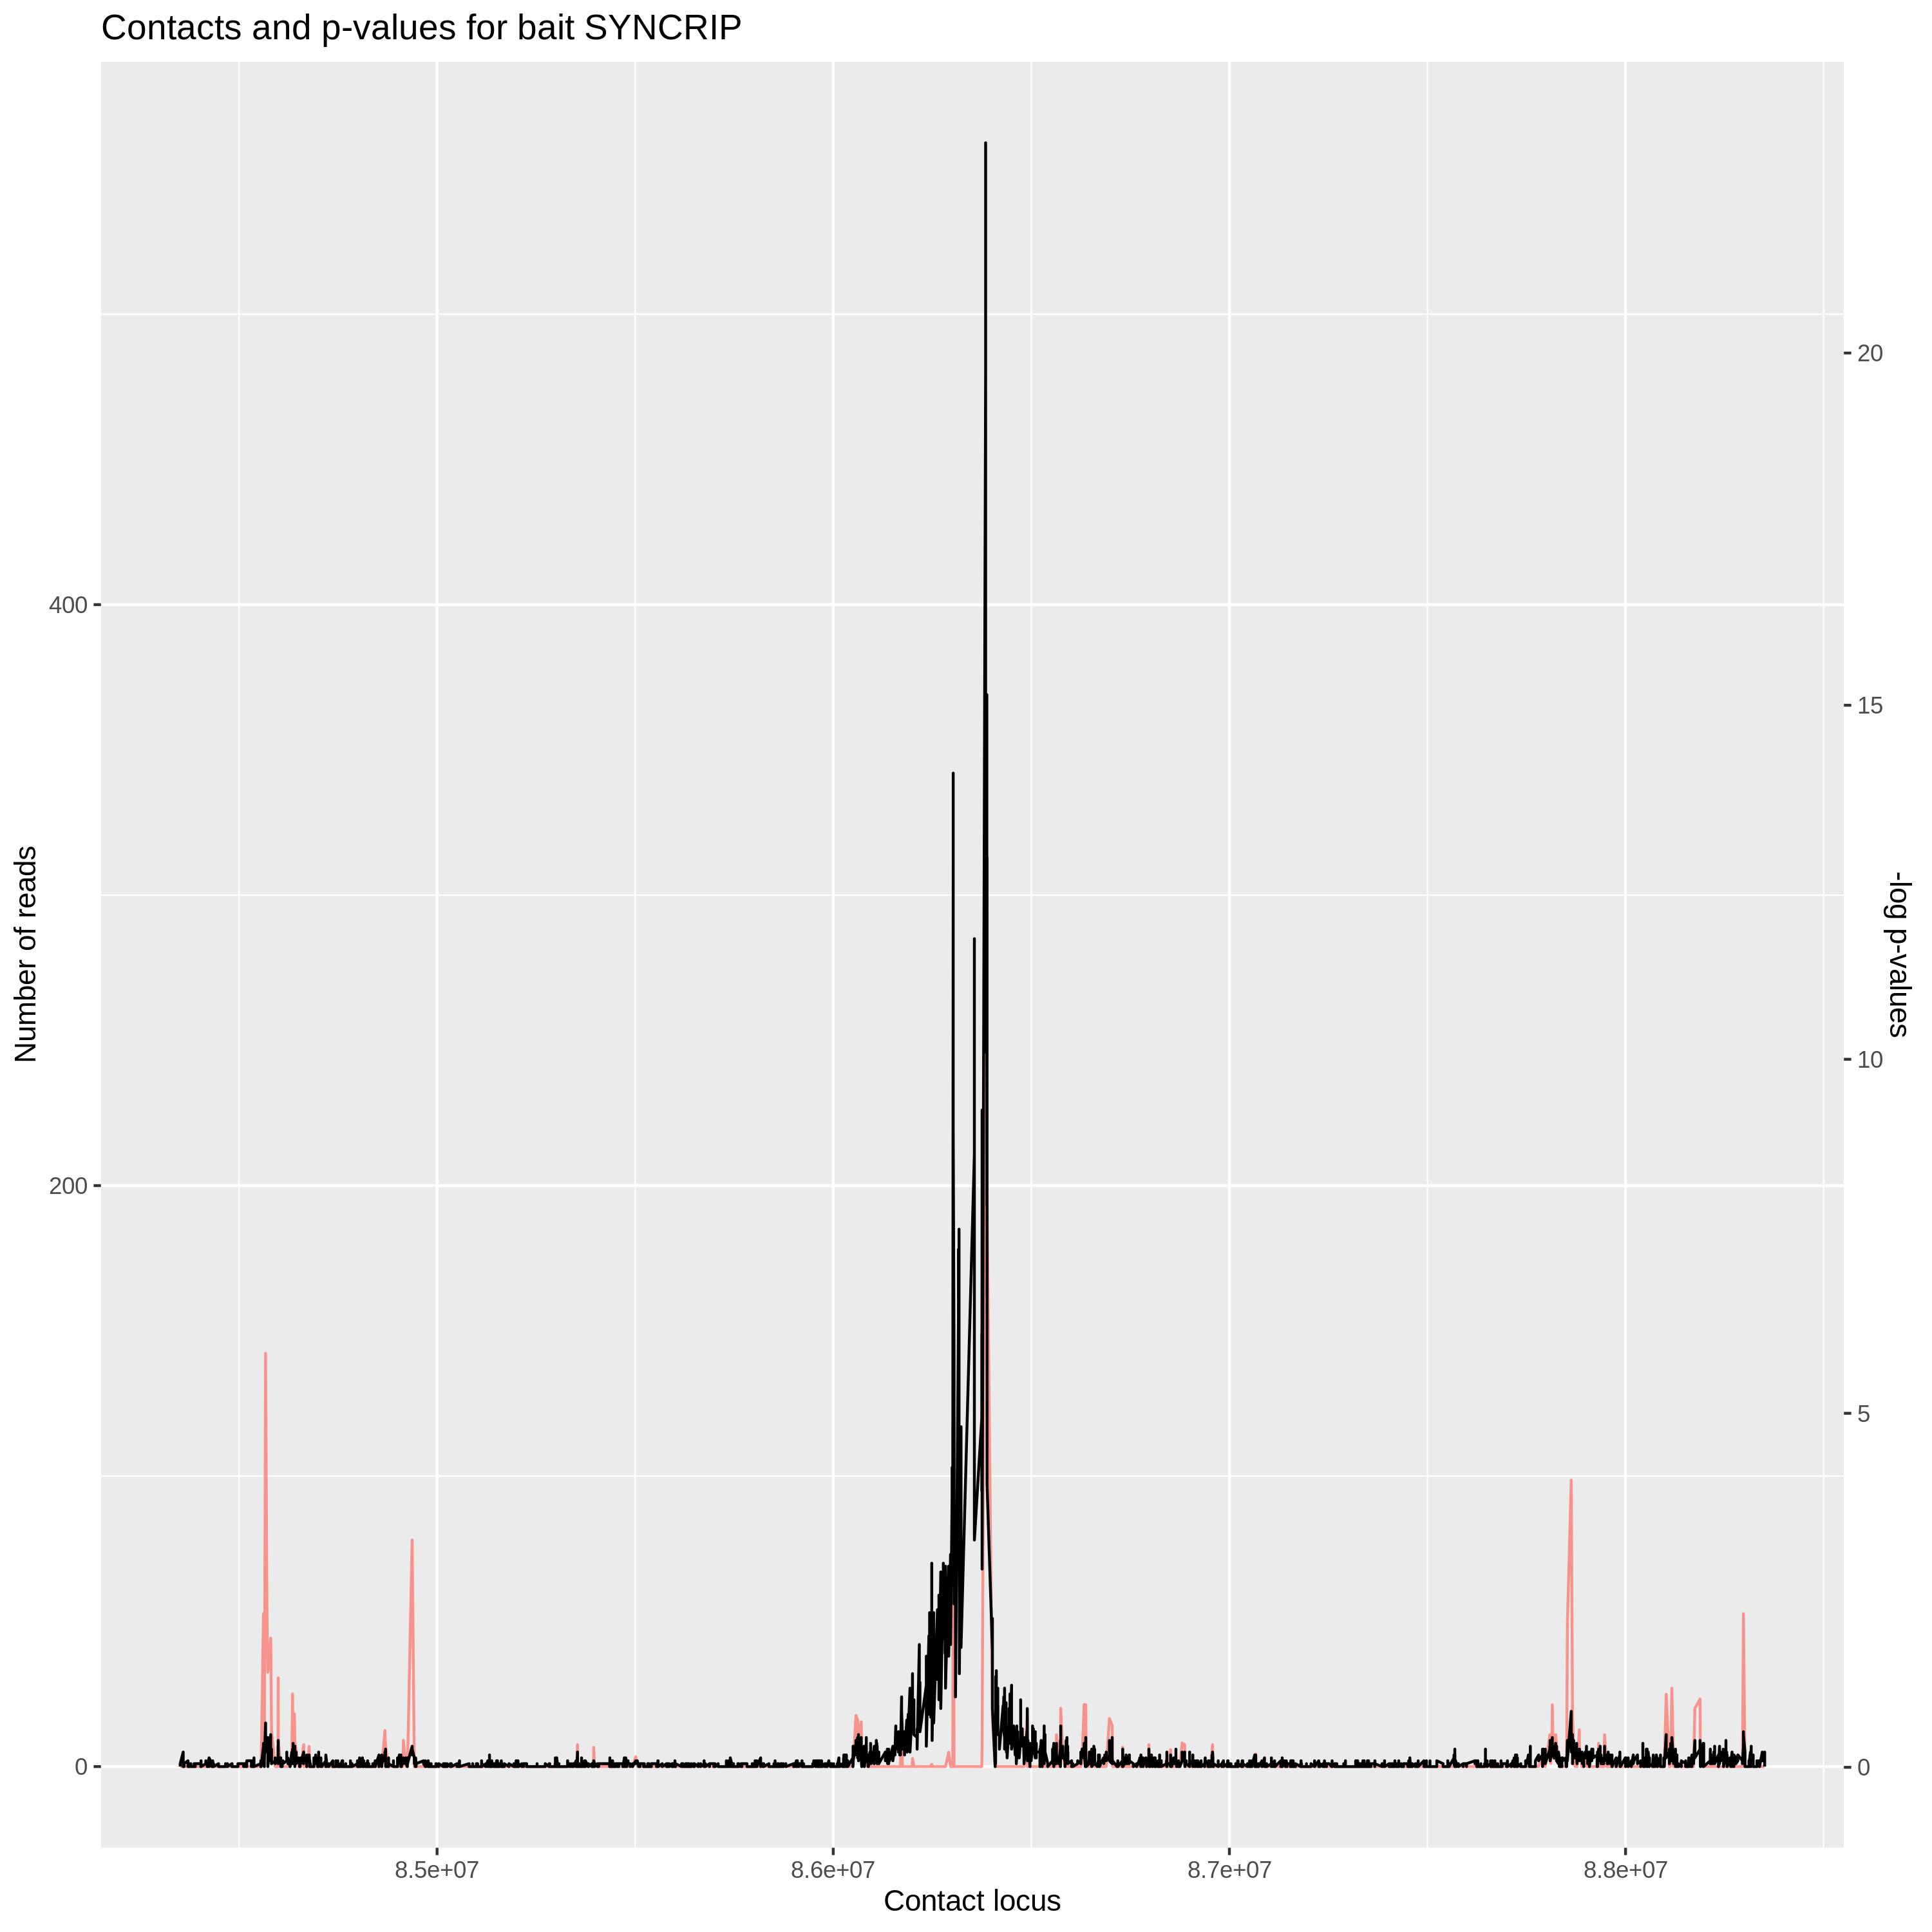 Contacts and p-values for bait SYNCRIP
Number of reads
400
200
0
20
15
10
5
0
-log p-values
8.5e+07
8.6e+07
8.7e+07
8.8e+07
Contact locus